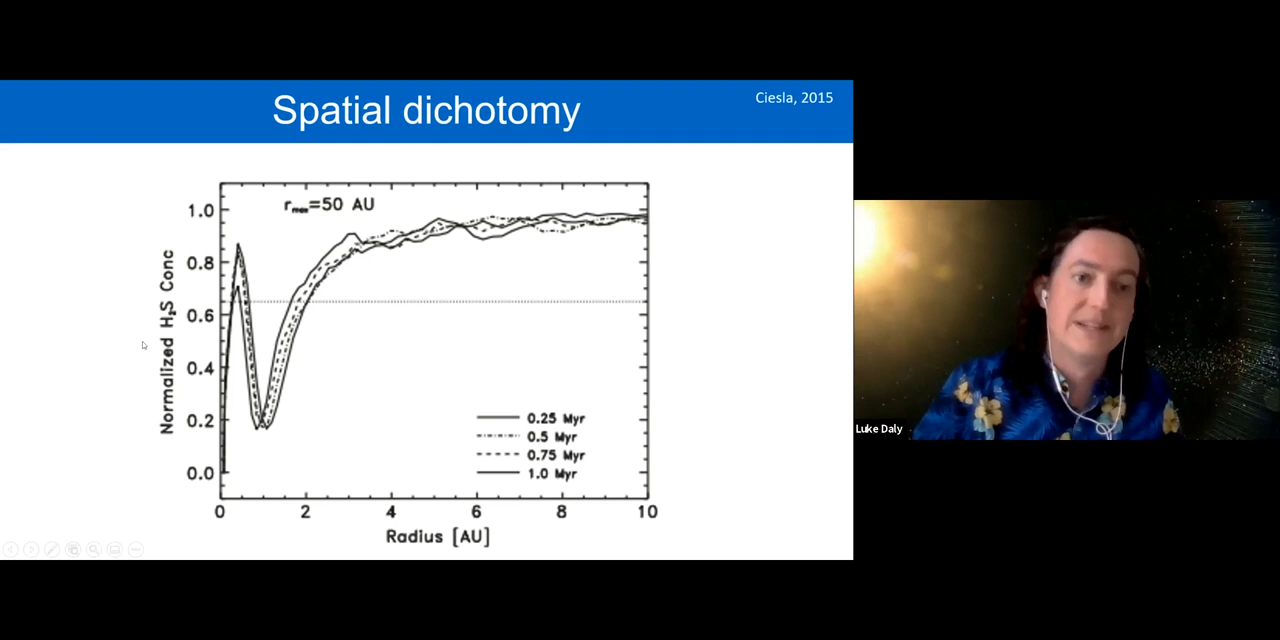 Spatial dichotomy
Ciesla, 2015
rmax=50 AU
Normalized H2S Conc
1.0
0.8
0.6
0.4
0.2
0.0
0.25 Myr
0.5 Myr
0.75 Myr
1.0 Myr
0 2 4 6 8 10
Radius [AU]
Luke Daly